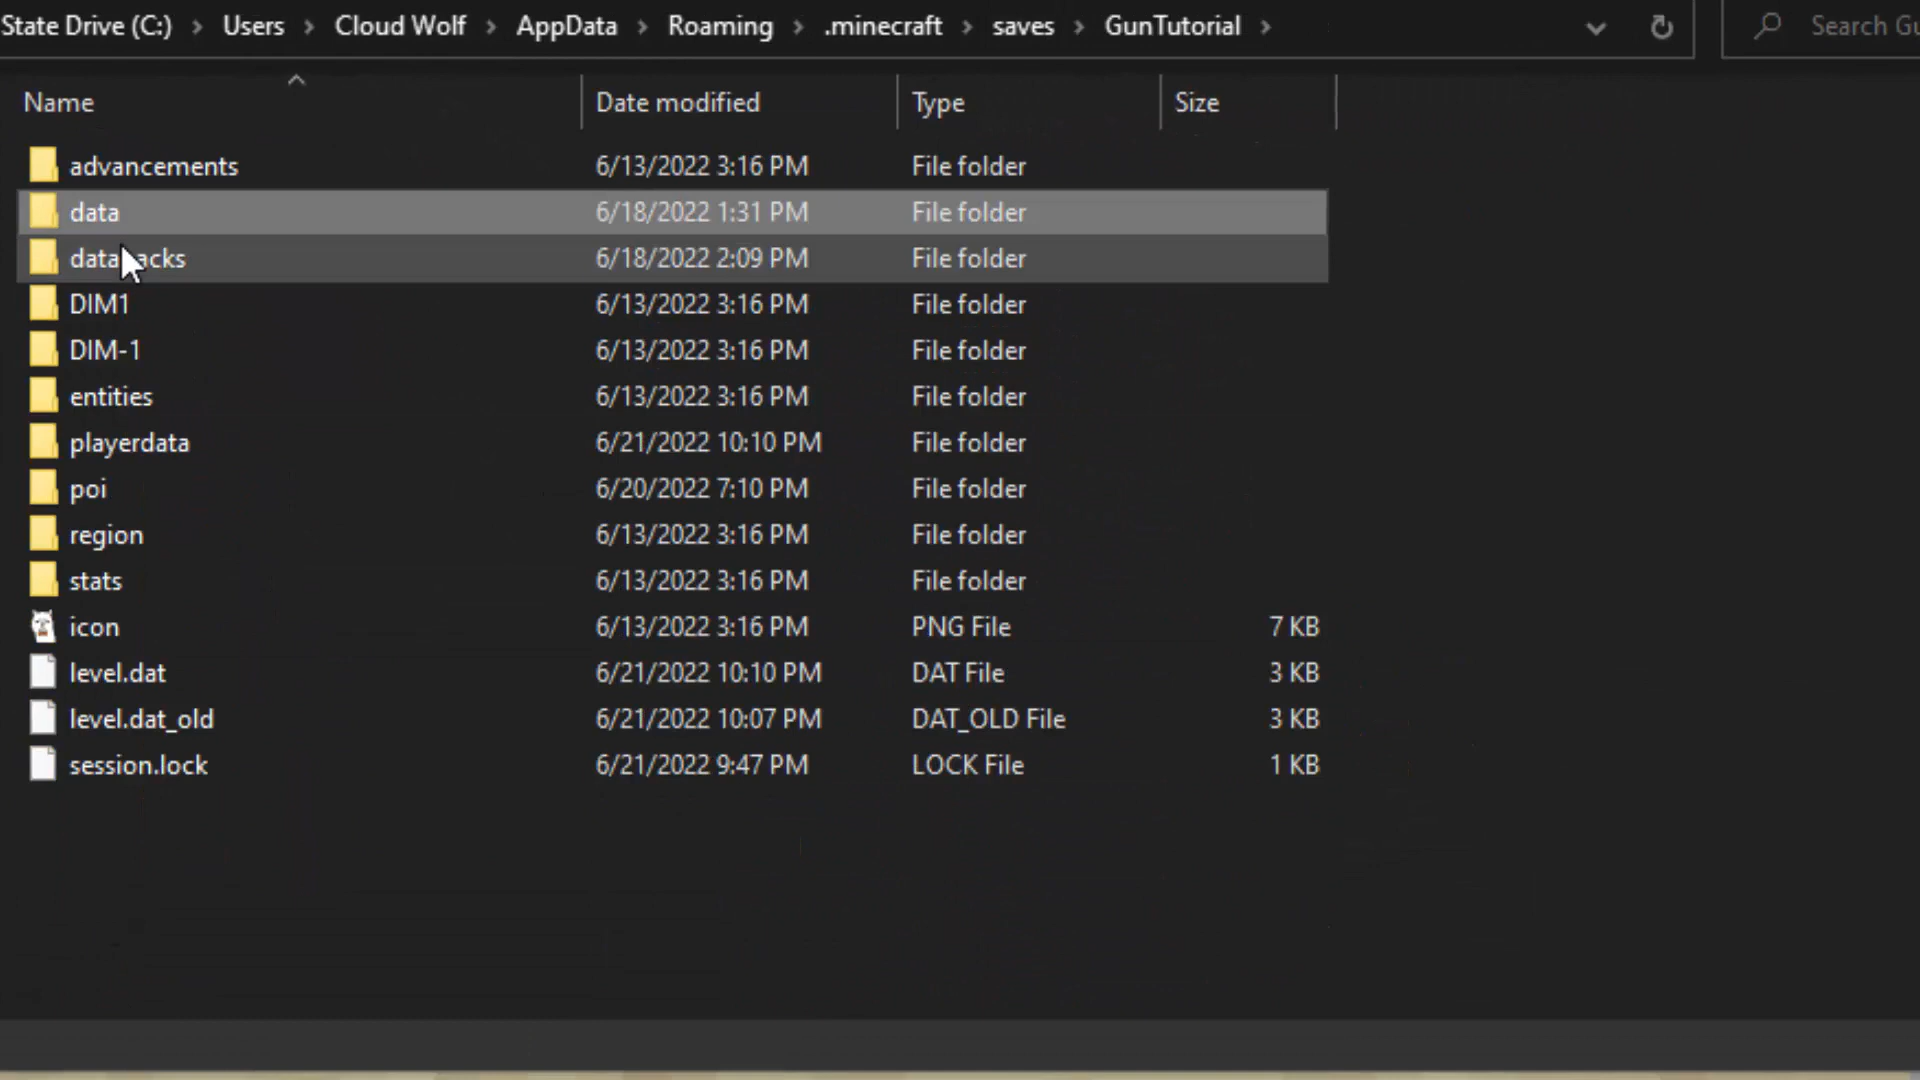 State Drive (C:) > Users > Cloud Wolf > AppData > Roaming > .minecraft > saves > GunTutorial > Search Gu
Name Date modified Type Size
advancements 6/13/2022 3:16 PM File folder
data 6/18/2022 1:31 PM File folder
data acks 6/18/2022 2:09 PM File folder
DIM1 6/13/2022 3:16 PM File folder
DIM-1 6/13/2022 3:16 PM File folder
entities 6/13/2022 3:16 PM File folder
playerdata 6/21/2022 10:10 PM File folder
poi 6/20/2022 7:10 PM File folder
region 6/13/2022 3:16 PM File folder
stats 6/13/2022 3:16 PM File folder
icon 6/13/2022 3:16 PM PNG File 7 KB
level.dat 6/21/2022 10:10 PM DAT File 3 KB
level.dat_old 6/21/2022 10:07 PM DAT_OLD File 3 KB
session.lock 6/21/2022 9:47 PM LOCK File 1 KB